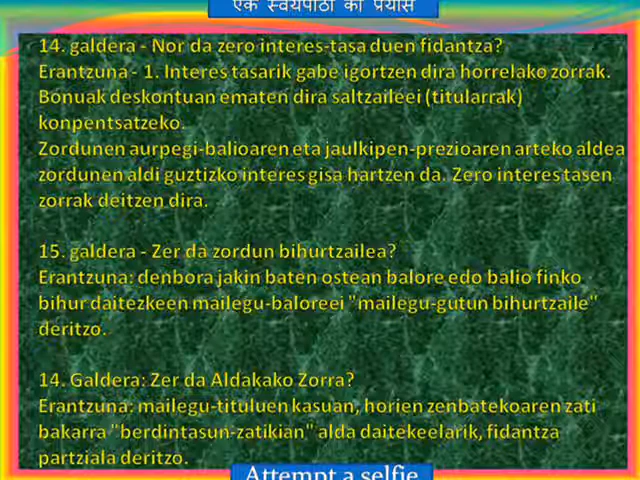 एक स्वयंपाठी का प्रयास
14. galdera - Nor da zero interes-tasa duen fidantza?
Erantzuna - 1. Interes tasarik gabe igortzen dira horrelako zorrak.
Bonuak deskontuan ematen dira saltzaileei (titularrak)
konpentsatzeko.
Zordunen aurpegi-balioaren eta jaulkipen-prezioaren arteko aldea
zordunen aldi guztizko interes gisa hartzen da. Zero interes tasen
zorrak deitzen dira.
15. galdera - Zer da zordun bihurtzailea?
Erantzuna: denbora jakin baten ostean balore edo balio finko
bihur daitezkeen mailegu-baloreei "mailegu-gutun bihurtzaile"
deritzo.
14. Galdera: Zer da Aldakako Zorra?
Erantzuna: mailegu-tituluen kasuan, horien zenbatekoaren zati
bakarra "berdintasun-zatikian" alda daitekeelarik, fidantza
partziala deritzo.
Attempt a selfie